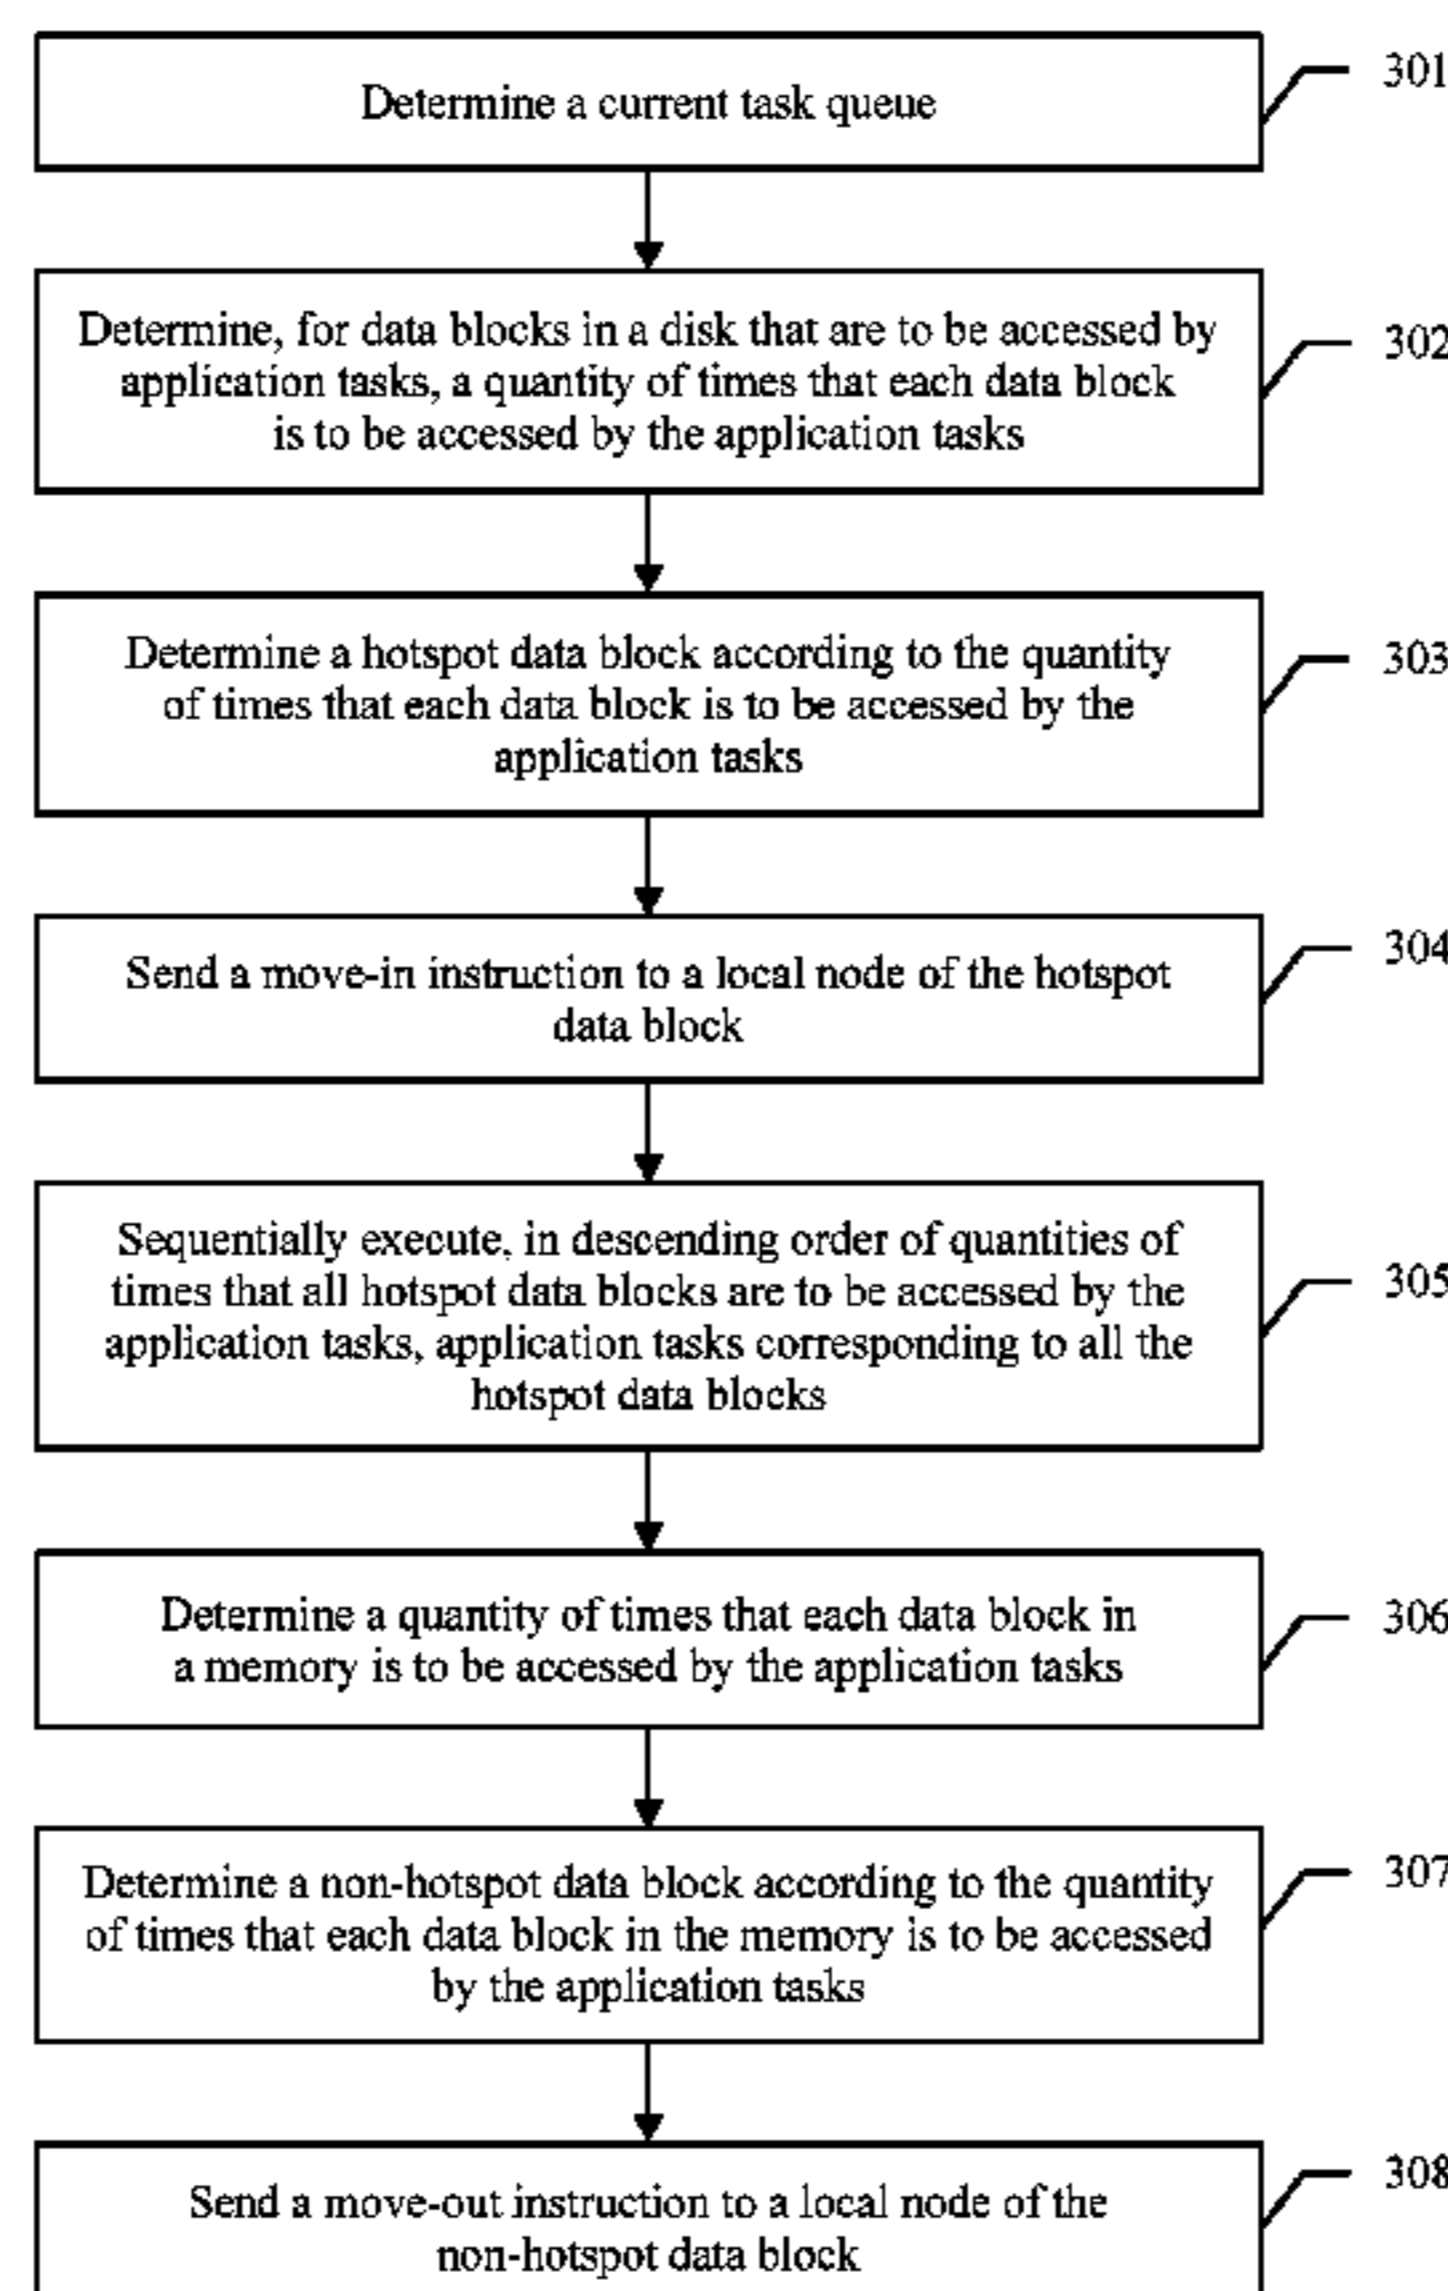 Determine a current task queue
301
Determine, for data blocks in a disk that are to be accessed by
application tasks, a quantity of times that each data block
is to be accessed by the application tasks
302
Determine a hotspot data block according to the quantity
of times that each data block is to be accessed by the
application tasks
303
Send a move-in instruction to a local node of the hotspot
data block
304
Sequentially execute, in descending order of quantities of
times that all hotspot data blocks are to be accessed by the
application tasks, application tasks corresponding to all the
hotspot data blocks
305
Determine a quantity of times that each data block in
a memory is to be accessed by the application tasks
306
Determine a non-hotspot data block according to the quantity
of times that each data block in the memory is to be accessed
by the application tasks
307
Send a move-out instruction to a local node of the
non-hotspot data block
308